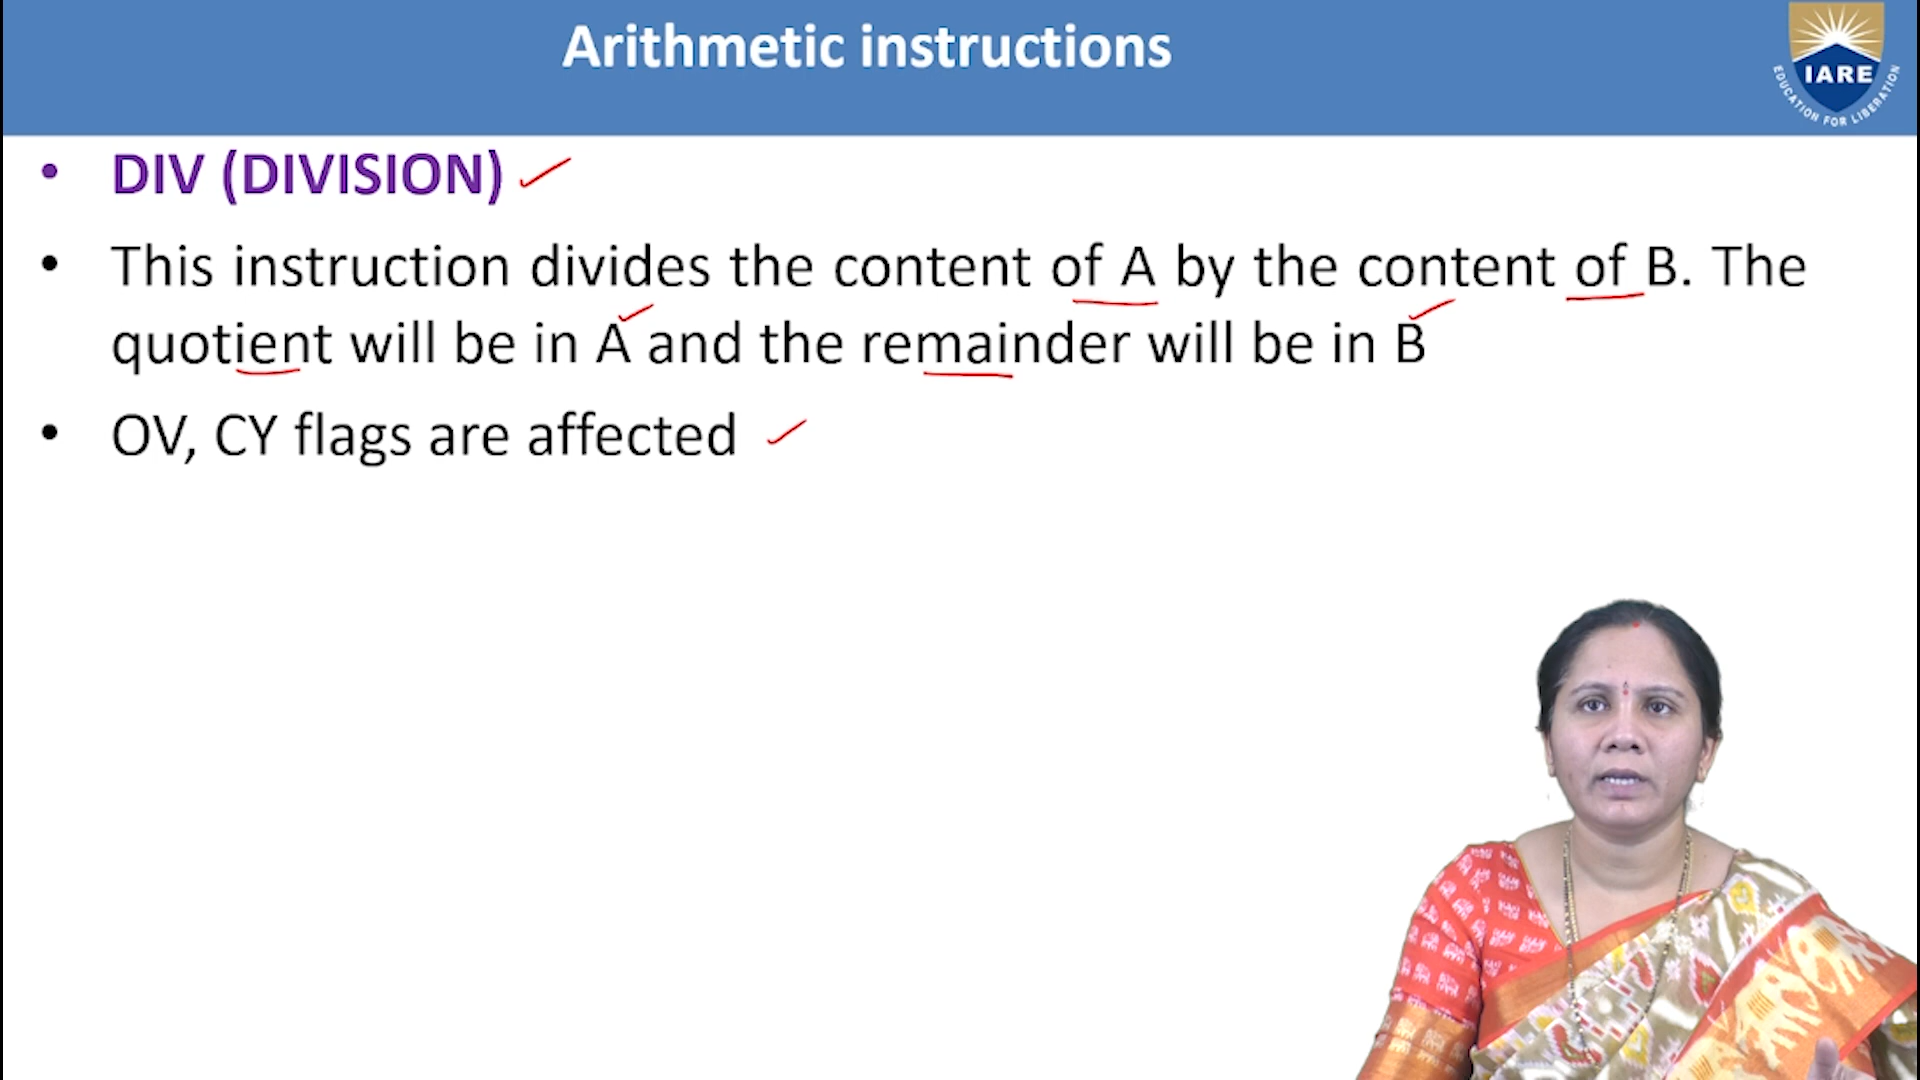 Arithmetic instructions
IARE
EDUCATION FOR LIBERATION
• DIV (DIVISION)
• This instruction divides the content of A by the content of B. The
quotient will be in A and the remainder will be in B
• OV, CY flags are affected